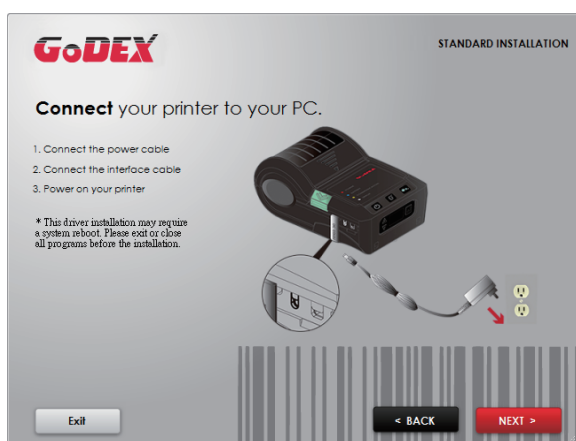 GoDEX
STANDARD INSTALLATION
Connect your printer to your PC.
1. Connect the power cable
2. Connect the interface cable
3. Power on your printer
* This driver installation may require
a system reboot. Please exit or close
all programs before the installation.
Exit
< BACK
NEXT >